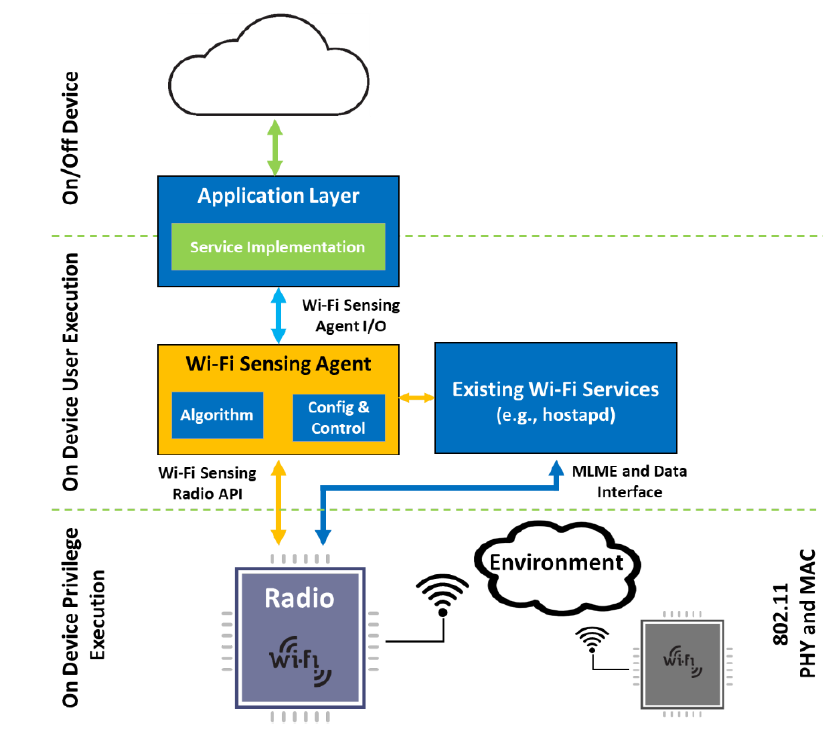 On/Off Device
Application Layer
Service Implementation
On Device User Execution
Wi-Fi Sensing
Agent I/O
Wi-Fi Sensing Agent
Algorithm
Config &
Control
Existing Wi-Fi Services
(e.g., hostapd)
Wi-Fi Sensing
Radio API
MLME and Data
Interface
On Device Privilege
Execution
Radio
Wi-Fi
Environment
Wi-Fi
802.11
PHY and MAC